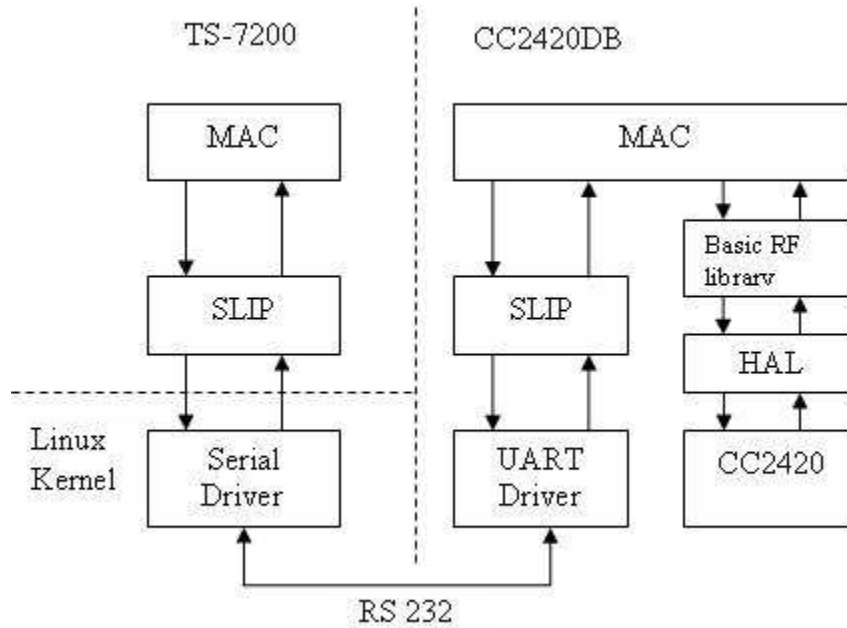 TS-7200
CC2420DB
MAC
MAC
Basic RF
library
SLIP
SLIP
HAL
Linux
Kernel
Serial
Driver
UART
Driver
CC2420
RS 232